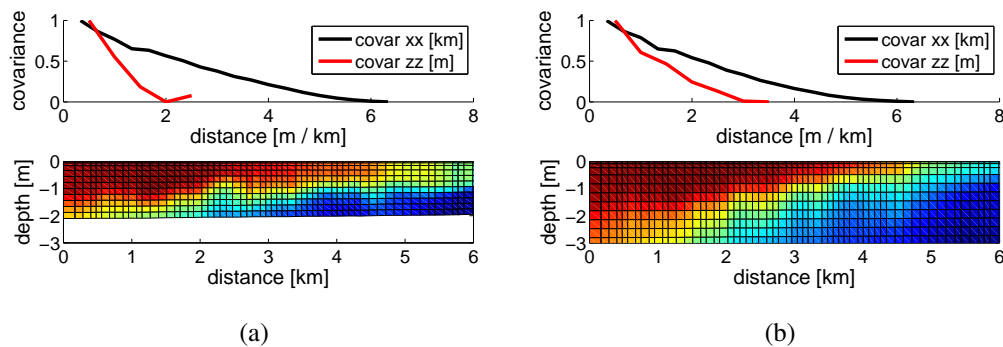 covariance
1
0.5
0
covar xx [km]
covar zz [m]
0 2 4 6 8
distance [m / km]
depth [m]
0
−1
−2
−3
0 1 2 3 4 5 6
distance [km]
(a)
covariance
1
0.5
0
covar xx [km]
covar zz [m]
0 2 4 6 8
distance [m / km]
depth [m]
0
−1
−2
−3
0 1 2 3 4 5 6
distance [km]
(b)